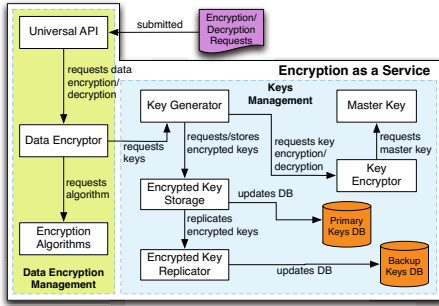 Universal API
submitted
Encryption/
Decryption
Requests
Encryption as a Service
requests data
encryption/
decryption
Keys
Management
Key Generator
Master Key
Data Encryptor
requests
keys
requests/stores
encrypted keys
requests key
encryption/
decryption
requests
master key
Key
Encryptor
requests
algorithm
Encrypted Key
Storage
updates DB
Primary
Keys DB
Encryption
Algorithms
replicates
encrypted keys
Encrypted Key
Replicator
updates DB
Backup
Keys DB
Data Encryption
Management